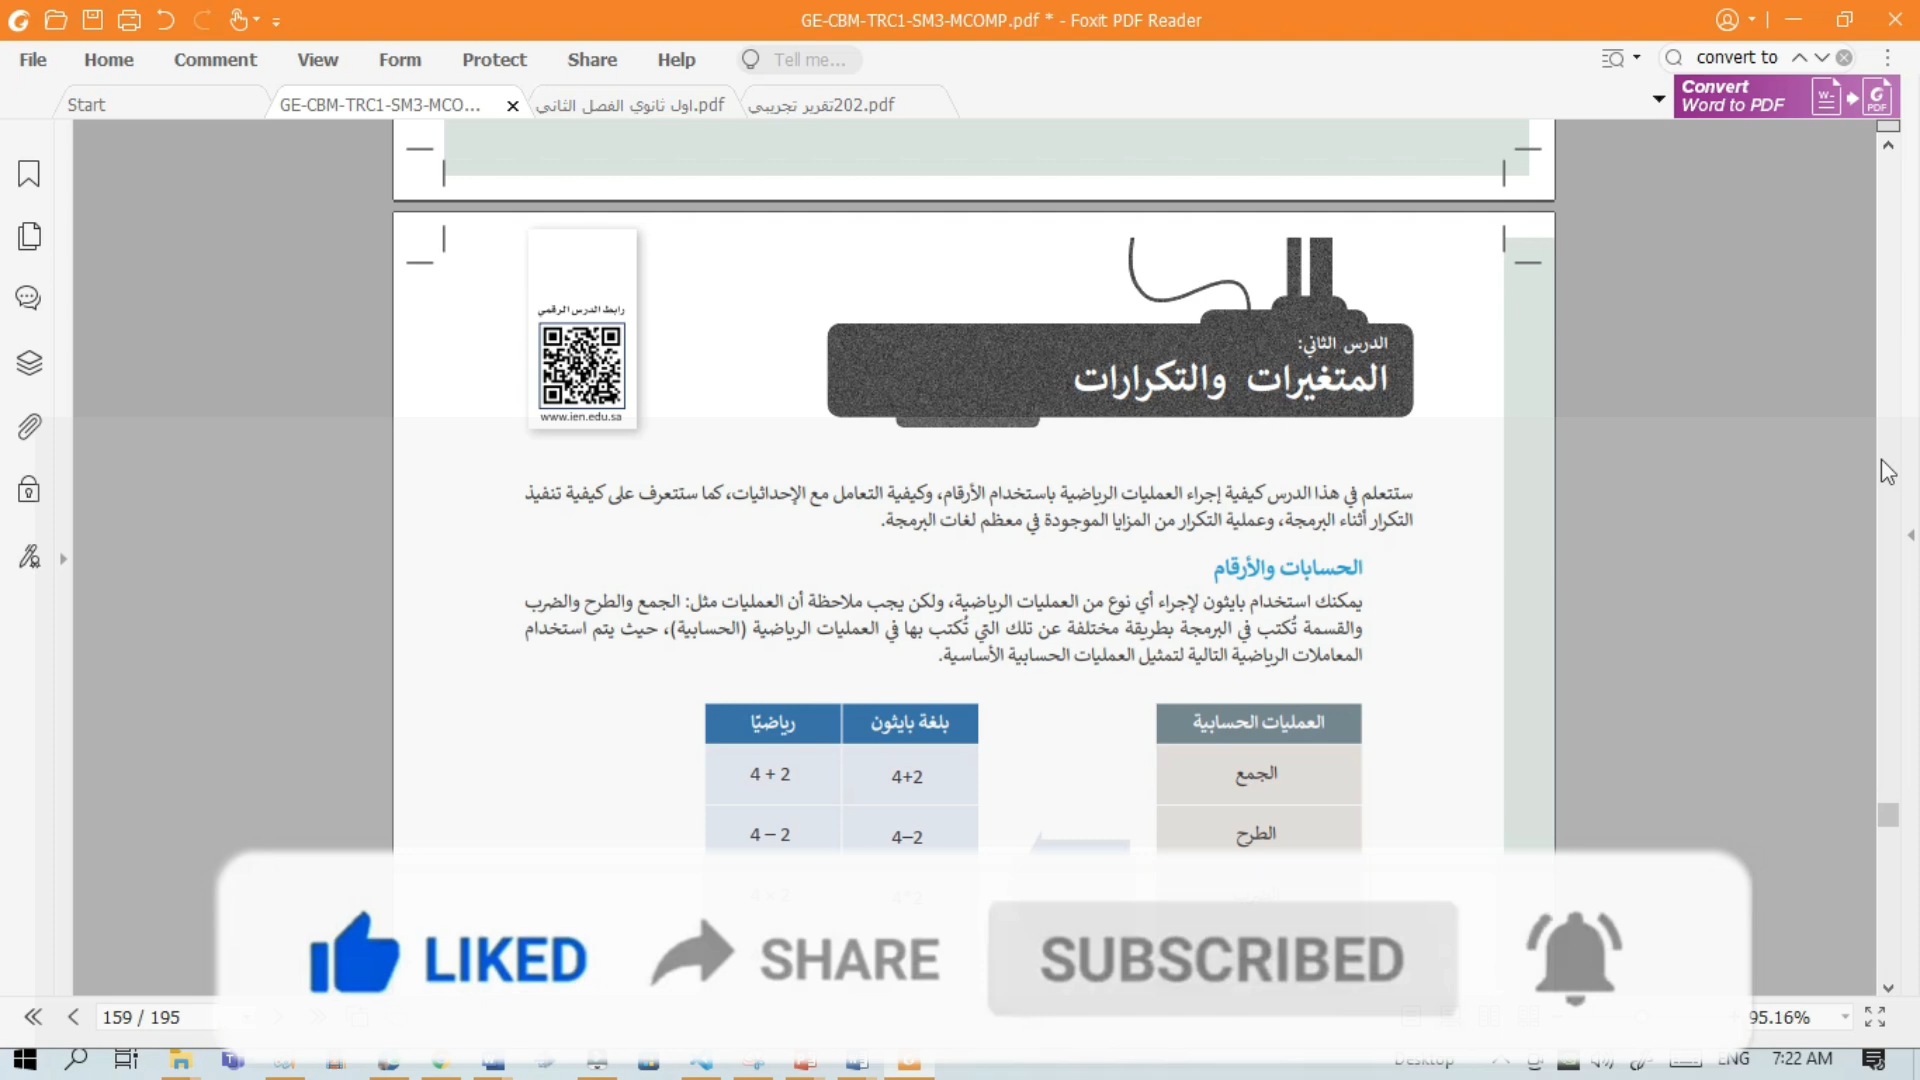 GE-CBM-TRC1-SM3-MCOMP.pdf * - Foxit PDF Reader
File Home Comment View Form Protect Share Help Tell me... convert to
Start GE-CBM-TRC1-SM3-MCO... اول ثانوي الفصل الثاني.pdf تقرير تجريبي202.pdf
Convert
Word to PDF
PDF
رابط الدرس الرقمي
www.ien.edu.sa
الدرس الثاني:
المتغيرات والتكرارات
ستتعلم في هذا الدرس كيفية إجراء العمليات الرياضية باستخدام الأرقام، وكيفية التعامل مع الإحداثيات، كما ستتعرف على كيفية تنفيذ
التكرار أثناء البرمجة، وعملية التكرار من المزايا الموجودة في معظم لغات البرمجة.
الحسابات والأرقام
يمكنك استخدام بايثون لإجراء أي نوع من العمليات الرياضية، ولكن يجب ملاحظة أن العمليات مثل: الجمع والطرح والضرب
والقسمة تُكتب في البرمجة بطريقة مختلفة عن تلك التي تُكتب بها في العمليات الرياضية (الحسابية)، حيث يتم استخدام
المعاملات الرياضية التالية لتمثيل العمليات الحسابية الأساسية.
العمليات الحسابية بلغة بايثون رياضيًا
الجمع 4+2 4 + 2
الطرح 4–2 4 – 2
LIKED SHARE SUBSCRIBED
159 / 195 95.16%
Desktop ENG 7:22 AM